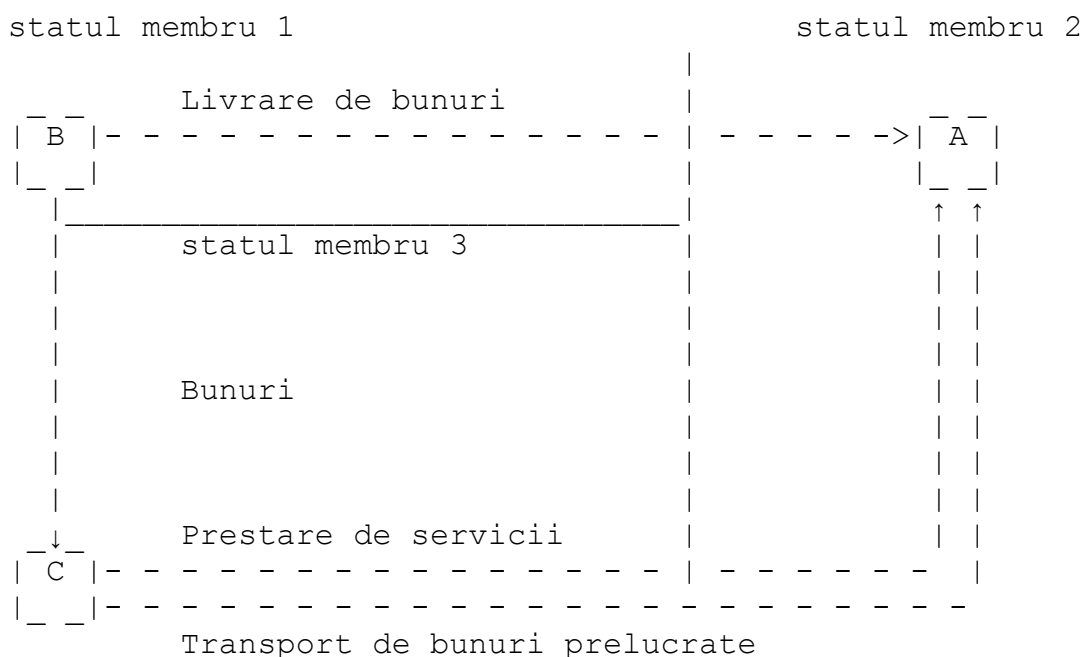 statul membru 1 statul membru 2
Livrare de bunuri
B A
statul membru 3
Bunuri
Prestare de servicii
C
Transport de bunuri prelucrate